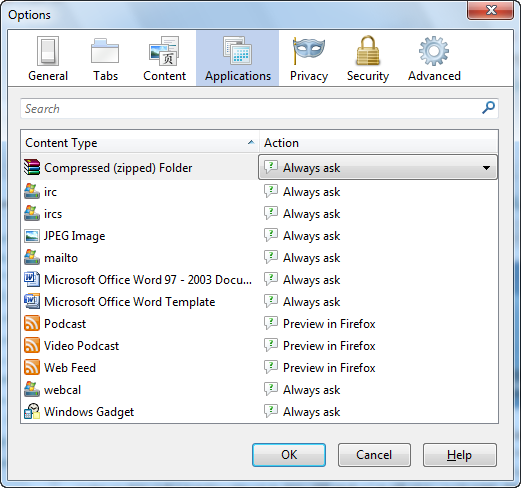 Options
General Tabs Content Applications Privacy Security Advanced
Search
Content Type Action
Compressed (zipped) Folder Always ask
irc Always ask
ircs Always ask
JPEG Image Always ask
mailto Always ask
Microsoft Office Word 97 - 2003 Docu... Always ask
Microsoft Office Word Template Always ask
Podcast Preview in Firefox
Video Podcast Preview in Firefox
Web Feed Preview in Firefox
webcal Always ask
Windows Gadget Always ask
OK Cancel Help